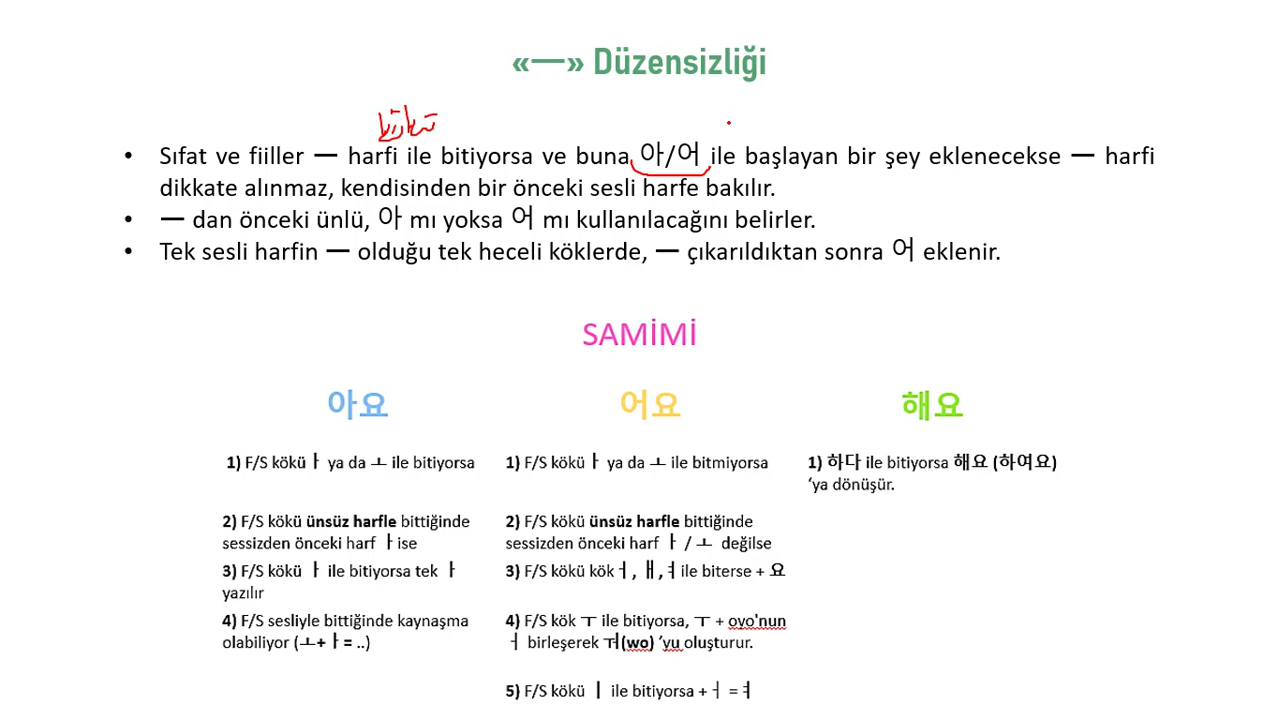 «ㅡ» Düzensizliği
• Sıfat ve fiiller ㅡ harfi ile bitiyorsa ve buna 아/어 ile başlayan bir şey eklenecekse ㅡ harfi
dikkate alınmaz, kendisinden bir önceki sesli harfe bakılır.
• ㅡ dan önceki ünlü, 아 mı yoksa 어 mı kullanılacağını belirler.
• Tek sesli harfin ㅡ olduğu tek heceli köklerde, ㅡ çıkarıldıktan sonra 어 eklenir.
SAMİMİ
아요
1) F/S kökü ㅏ ya da ㅗ ile bitiyorsa
2) F/S kökü ünsüz harfle bittiğinde
sessizden önceki harf ㅏ ise
3) F/S kökü ㅏ ile bitiyorsa tek ㅏ
yazılır
4) F/S sesliyle bittiğinde kaynaşma
olabiliyor (ㅗ+ㅏ= ..)
어요
1) F/S kökü ㅏ ya da ㅗ ile bitmiyorsa
2) F/S kökü ünsüz harfle bittiğinde
sessizden önceki harf ㅏ / ㅗ değilse
3) F/S kökü kök ㅓ, ㅐ, ㅕ ile biterse + 요
4) F/S kök ㅜ ile bitiyorsa, ㅜ + oyo'nun
ㅓ birleşerek ㅝ(wo) ’yu oluşturur.
5) F/S kökü ㅣ ile bitiyorsa + ㅓ = ㅕ
해요
1) 하다 ile bitiyorsa 해요 (하여요)
‘ya dönüşür.